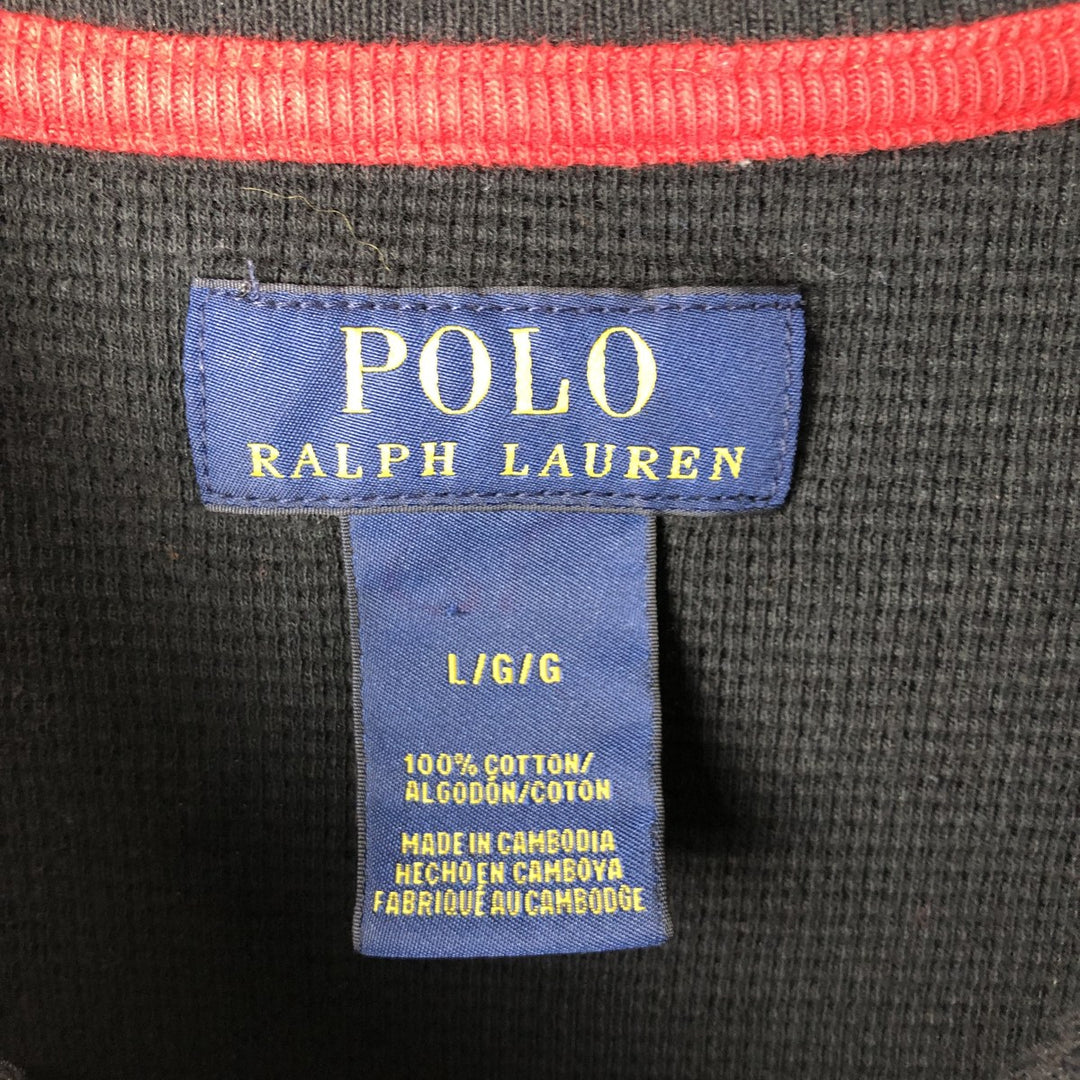 POLO
RALPH LAUREN
L/G/G
100% COTTON/
ALGODÓN/COTON
MADE IN CAMBODIA
HECHO EN CAMBOYA
FABRIQUÉ AU CAMBODGE